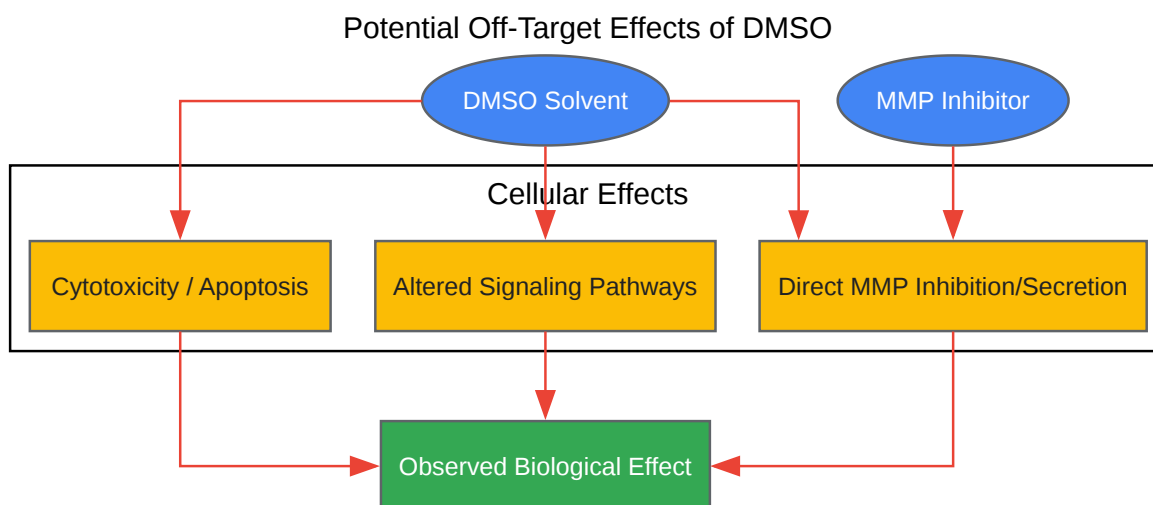 Potential Off-Target Effects of DMSO
DMSO Solvent
MMP Inhibitor
Cellular Effects
Cytotoxicity / Apoptosis
Altered Signaling Pathways
Direct MMP Inhibition/Secretion
Observed Biological Effect